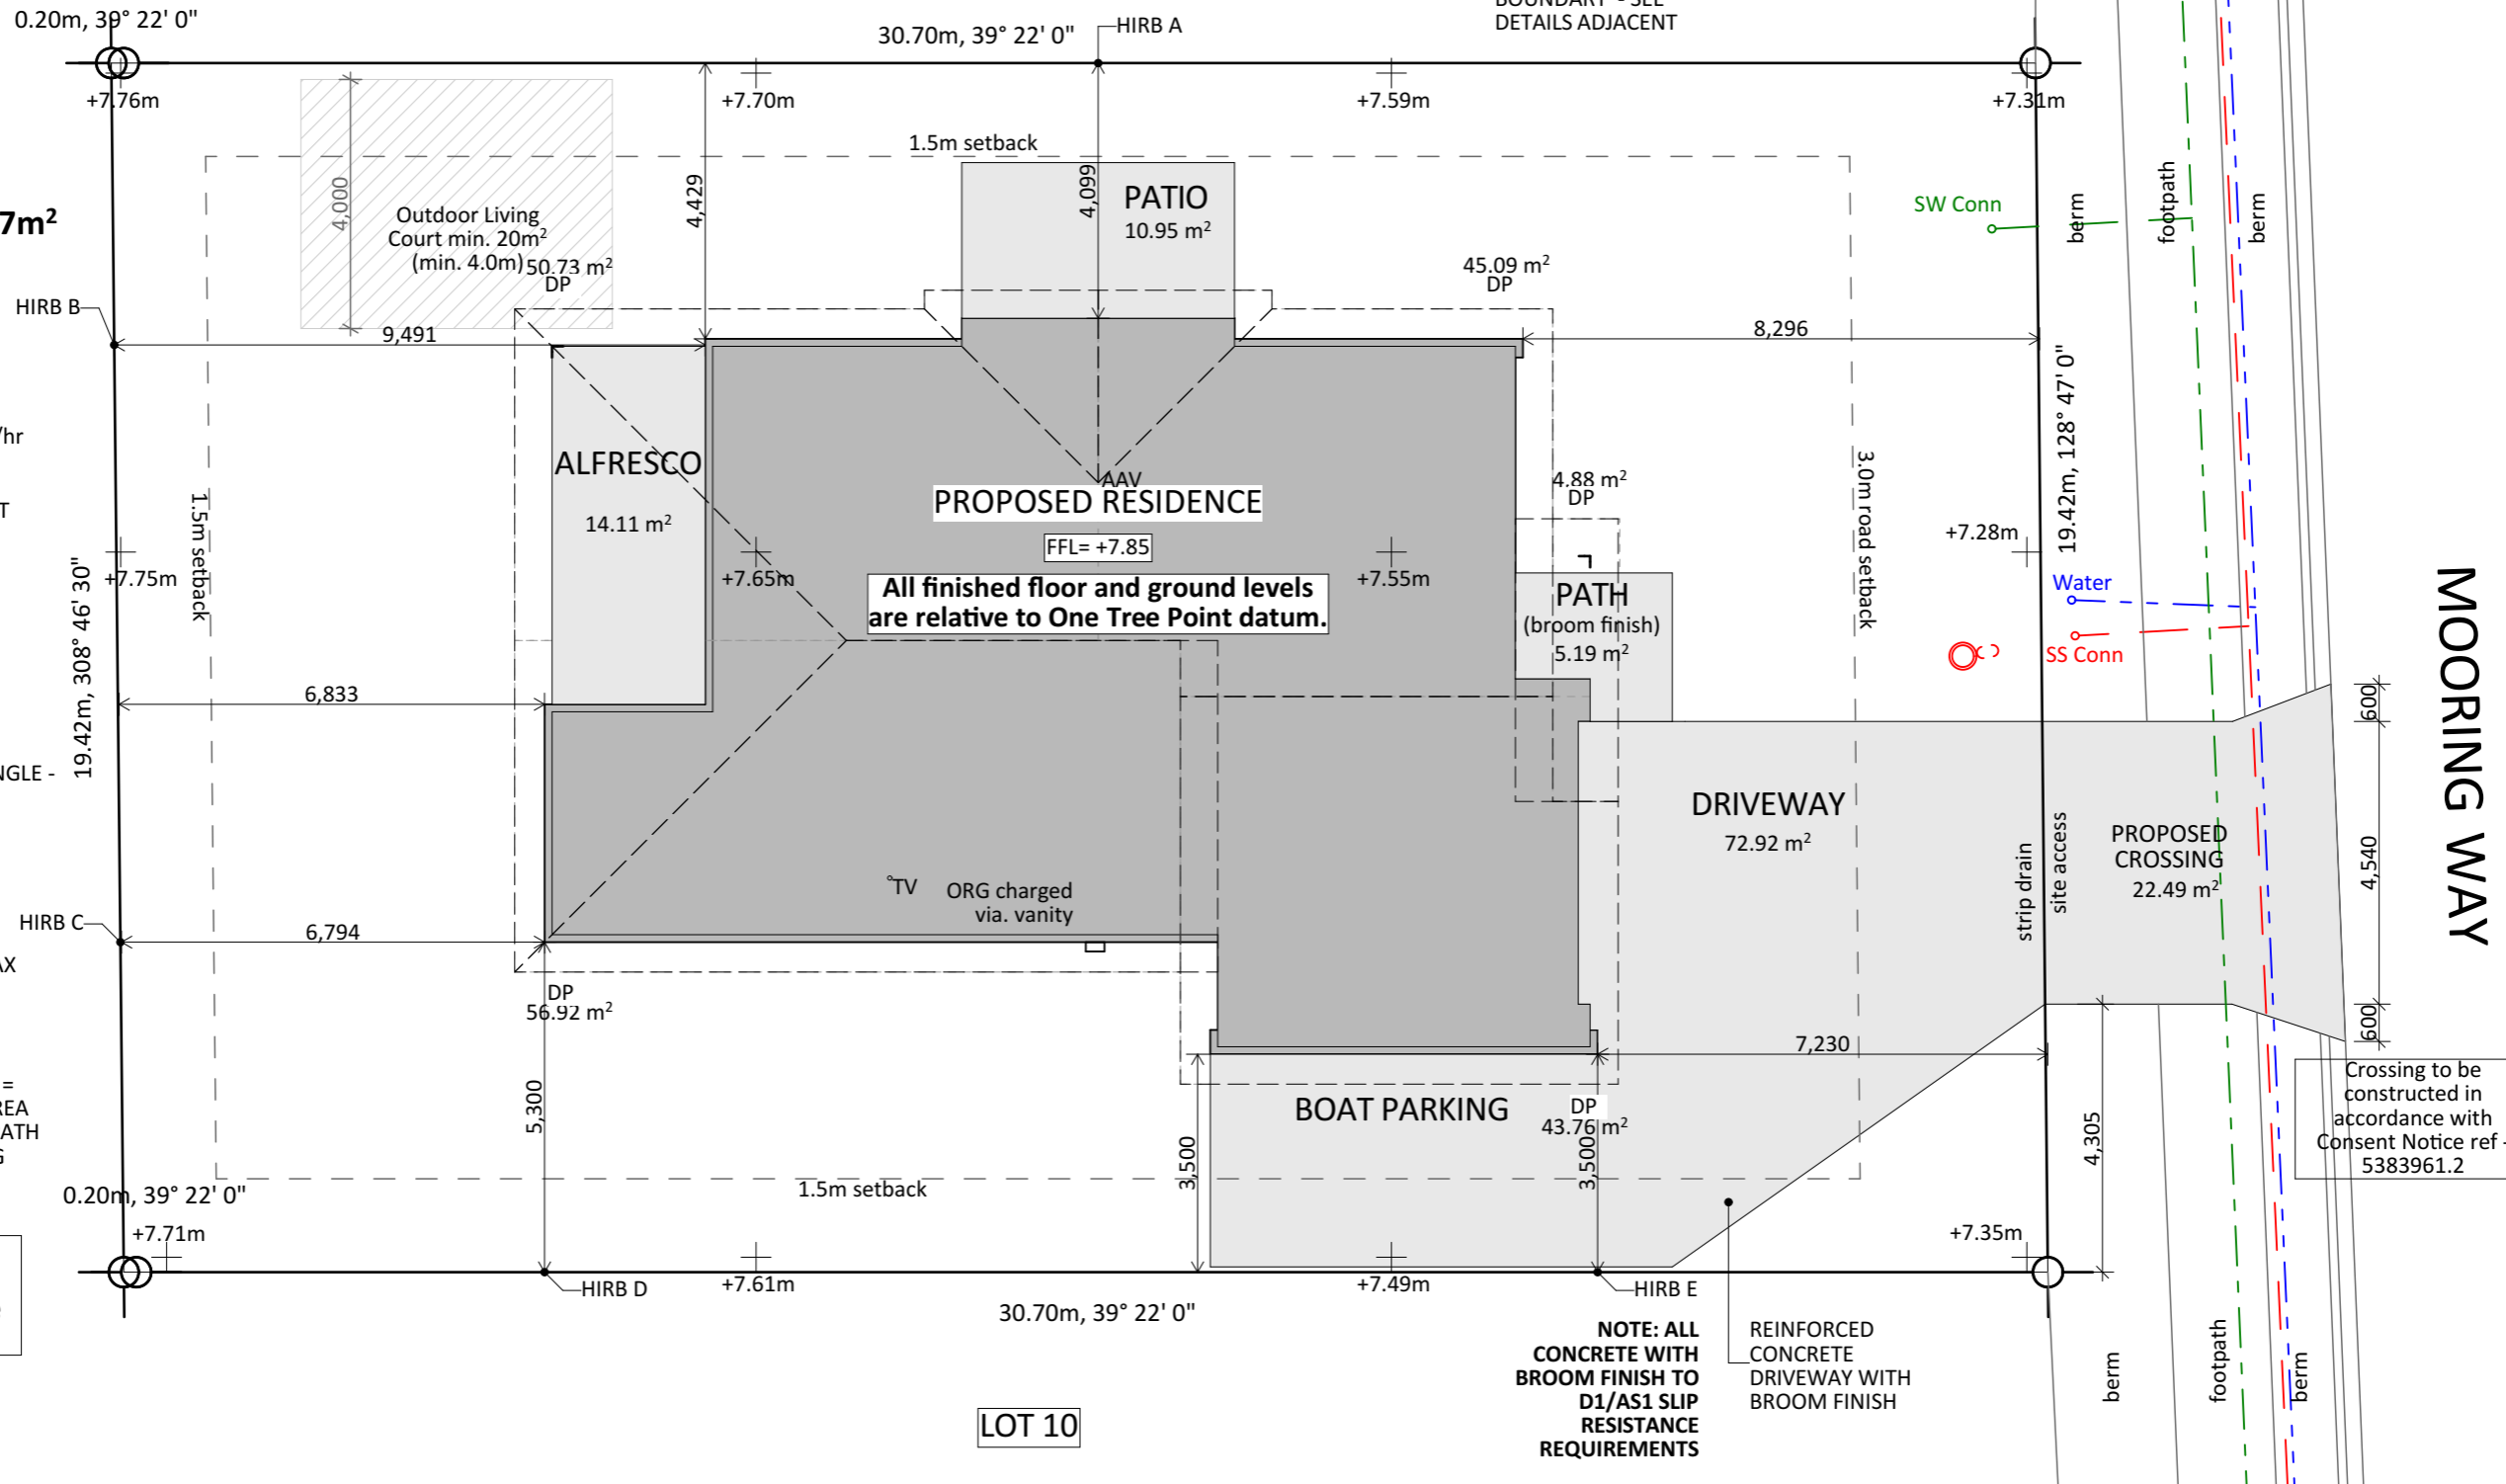 BOUNDARY - SEE
DETAILS ADJACENT
0.20m, 39° 22' 0"
30.70m, 39° 22' 0"
HIRB A
+7.76m
+7.70m
+7.59m
+7.31m
1.5m setback
4,000
Outdoor Living
Court min. 20m²
(min. 4.0m)
50.73 m²
DP
4,429
4,099
PATIO
10.95 m²
45.09 m²
DP
SW Conn
berm
footpath
berm
7m²
HIRB B
9,491
8,296
/hr
ALFRESCO
14.11 m²
AAV
PROPOSED RESIDENCE
FFL= +7.85
All finished floor and ground levels
are relative to One Tree Point datum.
4.88 m²
DP
3.0m road setback
19.42m, 128° 47' 0"
T
1.5m setback
+7.75m
+7.65m
+7.55m
+7.28m
Water
SS Conn
PATH
(broom finish)
5.19 m²
19.42m, 308° 46' 30"
6,833
NGLE -
MOORING WAY
600
4,540
600
DRIVEWAY
72.92 m²
strip drain
site access
PROPOSED
CROSSING
22.49 m²
TV
ORG charged
via. vanity
HIRB C
6,794
AX
DP
56.92 m²
7,230
Crossing to be
constructed in
accordance with
Consent Notice ref -
5383961.2
=
REA
ATH
G
5,300
3,500
BOAT PARKING
DP
43.76 m²
3,500
4,305
0.20m, 39° 22' 0"
1.5m setback
+7.71m
+7.61m
+7.49m
+7.35m
HIRB D
HIRB E
30.70m, 39° 22' 0"
NOTE: ALL
CONCRETE WITH
BROOM FINISH TO
D1/AS1 SLIP
RESISTANCE
REQUIREMENTS
REINFORCED
CONCRETE
DRIVEWAY WITH
BROOM FINISH
berm
footpath
berm
LOT 10